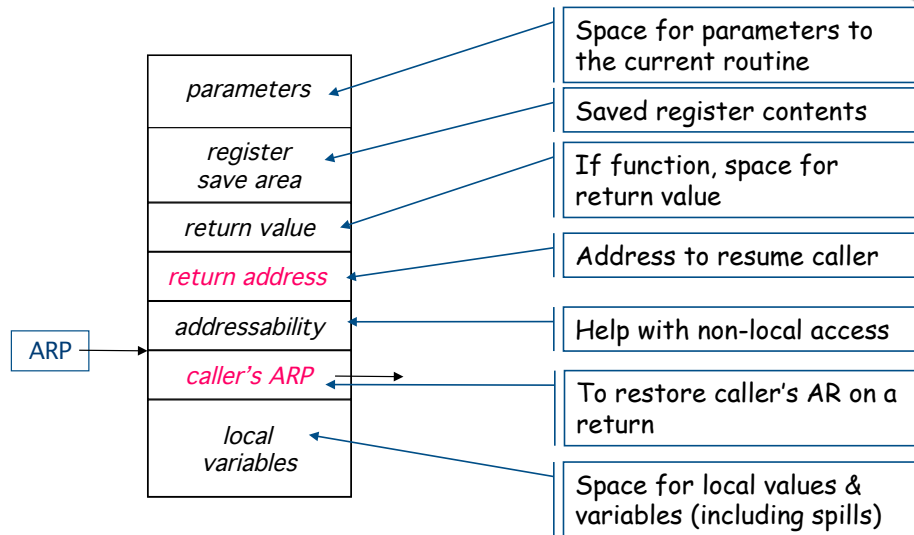 parameters
register
save area
return value
return address
addressability
ARP
caller's ARP
local
variables
Space for parameters to
the current routine
Saved register contents
If function, space for
return value
Address to resume caller
Help with non-local access
To restore caller's AR on a
return
Space for local values &
variables (including spills)